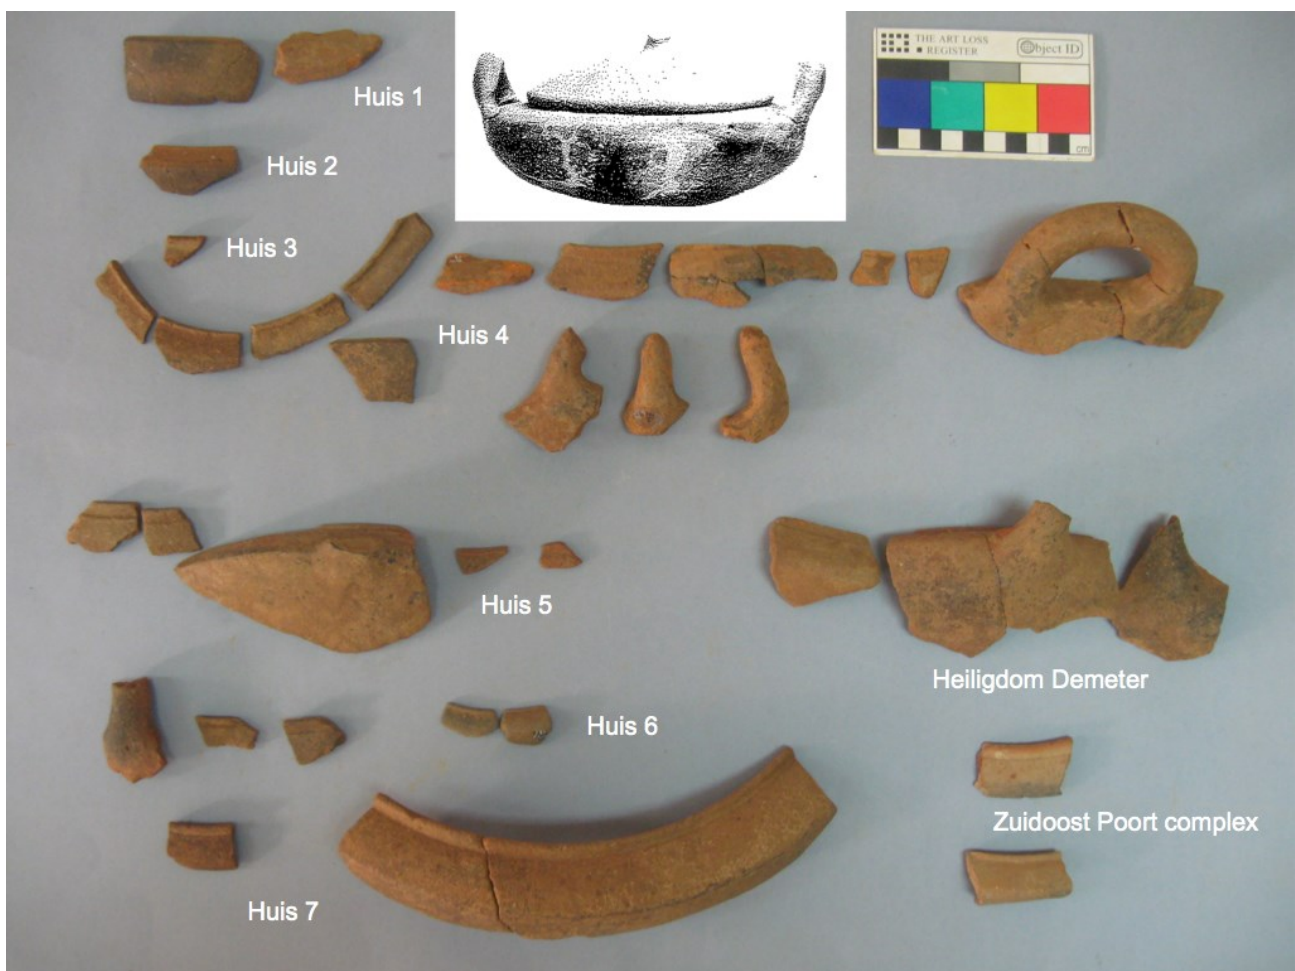 THE ART LOSS
REGISTER
Object ID
Huis 1
Huis 2
Huis 3
Huis 4
Huis 5
Heiligdom Demeter
Huis 6
Zuidoost Poort complex
Huis 7
cm